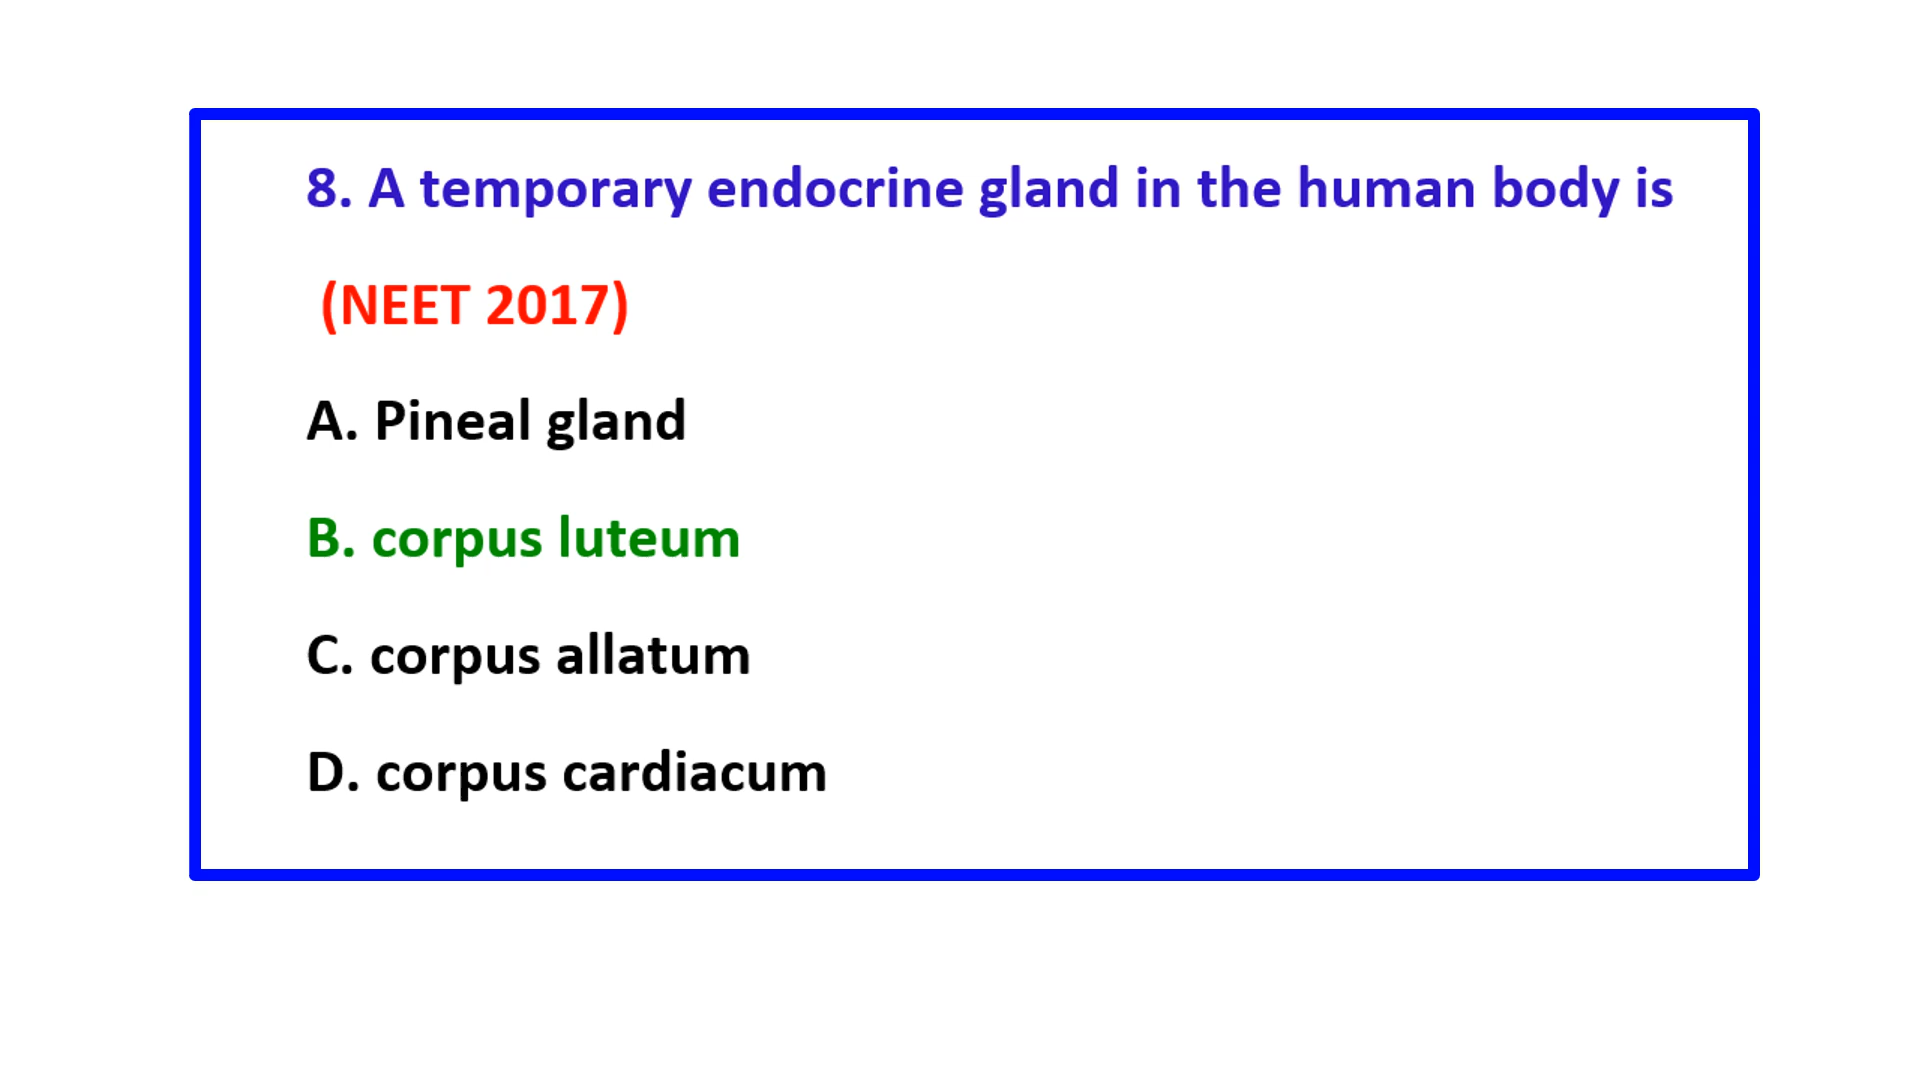 8. A temporary endocrine gland in the human body is
(NEET 2017)
A. Pineal gland
B. corpus luteum
C. corpus allatum
D. corpus cardiacum